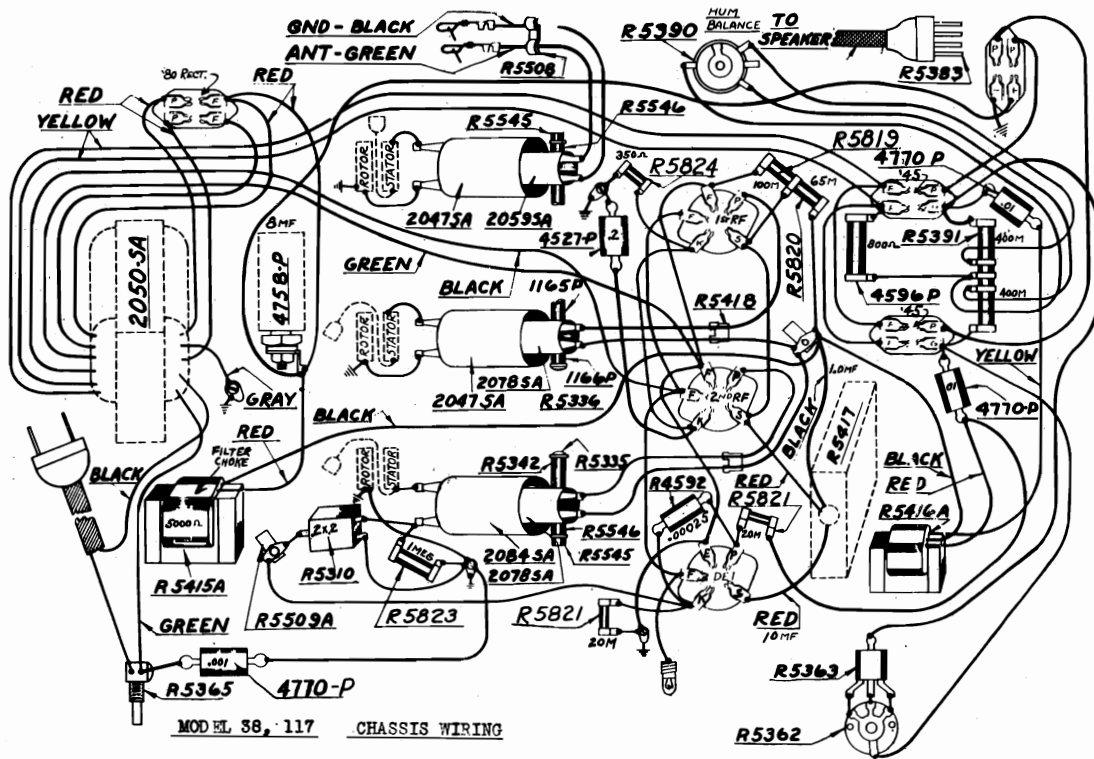 GND-BLACK
ANT-GREEN
R5508
R5390
HUM
BALANCE
TO
SPEAKER
R5383
'80 RECT.
RED
RED
YELLOW
P F
P F
R5545
R5546
350Ω
R5824
R5819
4770 P
100M
65M
'45
.01
ROTOR
STATOR
2047SA
2059SA
4527-P
.2
1ST RF
R5820
800Ω
R5391
400M
2050-SA
8MF
4758-P
GREEN
BLACK
BLACK
1165P
R5418
4596P
400M
'45
ROTOR
STATOR
2078SA
1166P
2047SA
R5336
2ND RF
1.0MF
YELLOW
GRAY
BLACK
BLACK
R5417
.01
4770-P
RED
FILTER
CHOKE
ROTOR
STATOR
R5342
R5335
RED
R4592
R5821
BLACK
RED
BLACK
5000Ω
2x2
R5546
.00025
20M
R5416A
R5415A
R5310
1MEG
2084SA
R5545
2078SA
DET
R5509A
R5823
R5821
20M
RED
10MF
GREEN
.001
R5365
4770-P
R5363
R5362
MODEL 38, 117 CHASSIS WIRING